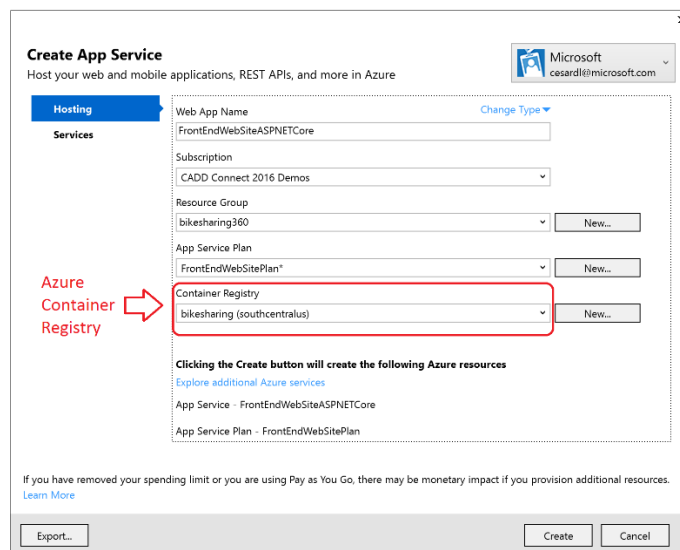 Create App Service
Host your web and mobile applications, REST APIs, and more in Azure
Microsoft
cesardl@microsoft.com
Hosting
Services
Web App Name
Change Type
FrontEndWebSiteASPNETCore
Subscription
CADD Connect 2016 Demos
Resource Group
bikesharing360
New...
App Service Plan
FrontEndWebSitePlan*
New...
Azure
Container
Registry
Container Registry
bikesharing (southcentralus)
New...
Clicking the Create button will create the following Azure resources
Explore additional Azure services
App Service - FrontEndWebSiteASPNETCore
App Service Plan - FrontEndWebSitePlan
If you have removed your spending limit or you are using Pay as You Go, there may be monetary impact if you provision additional resources.
Learn More
Export...
Create
Cancel